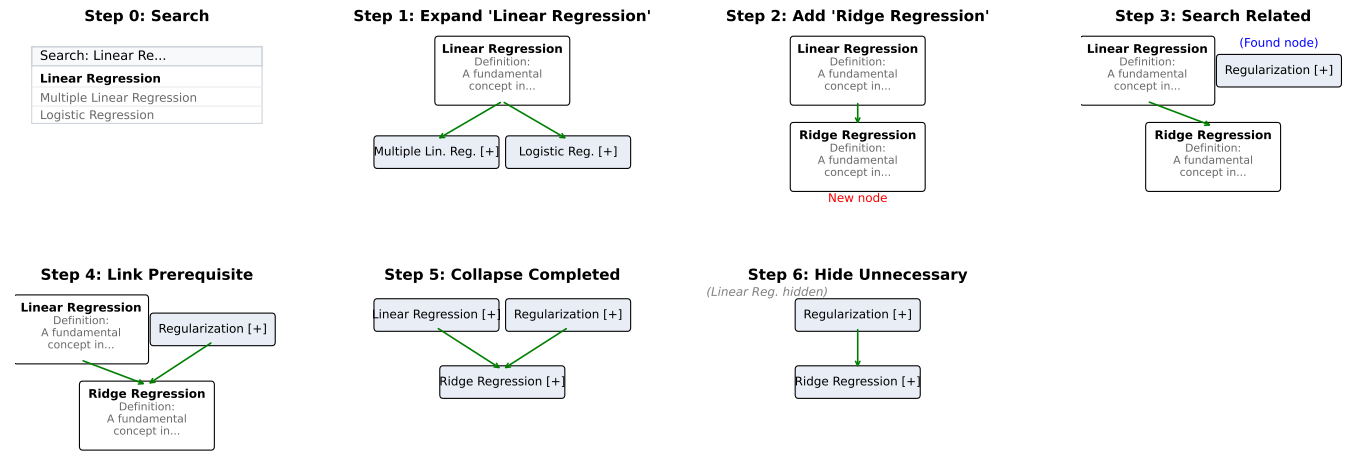 Step 0: Search
Search: Linear Re...
Linear Regression
Multiple Linear Regression
Logistic Regression
Step 1: Expand 'Linear Regression'
Linear Regression
Definition:
A fundamental
concept in...
Multiple Lin. Reg. [+]
Logistic Reg. [+]
Step 2: Add 'Ridge Regression'
Linear Regression
Definition:
A fundamental
concept in...
Ridge Regression
Definition:
A fundamental
concept in...
New node
Step 3: Search Related
Linear Regression
Definition:
A fundamental
concept in...
(Found node)
Regularization [+]
Ridge Regression
Definition:
A fundamental
concept in...
Step 4: Link Prerequisite
Linear Regression
Definition:
A fundamental
concept in...
Regularization [+]
Ridge Regression
Definition:
A fundamental
concept in...
Step 5: Collapse Completed
Linear Regression [+]
Regularization [+]
Ridge Regression [+]
Step 6: Hide Unnecessary
(Linear Reg. hidden)
Regularization [+]
Ridge Regression [+]